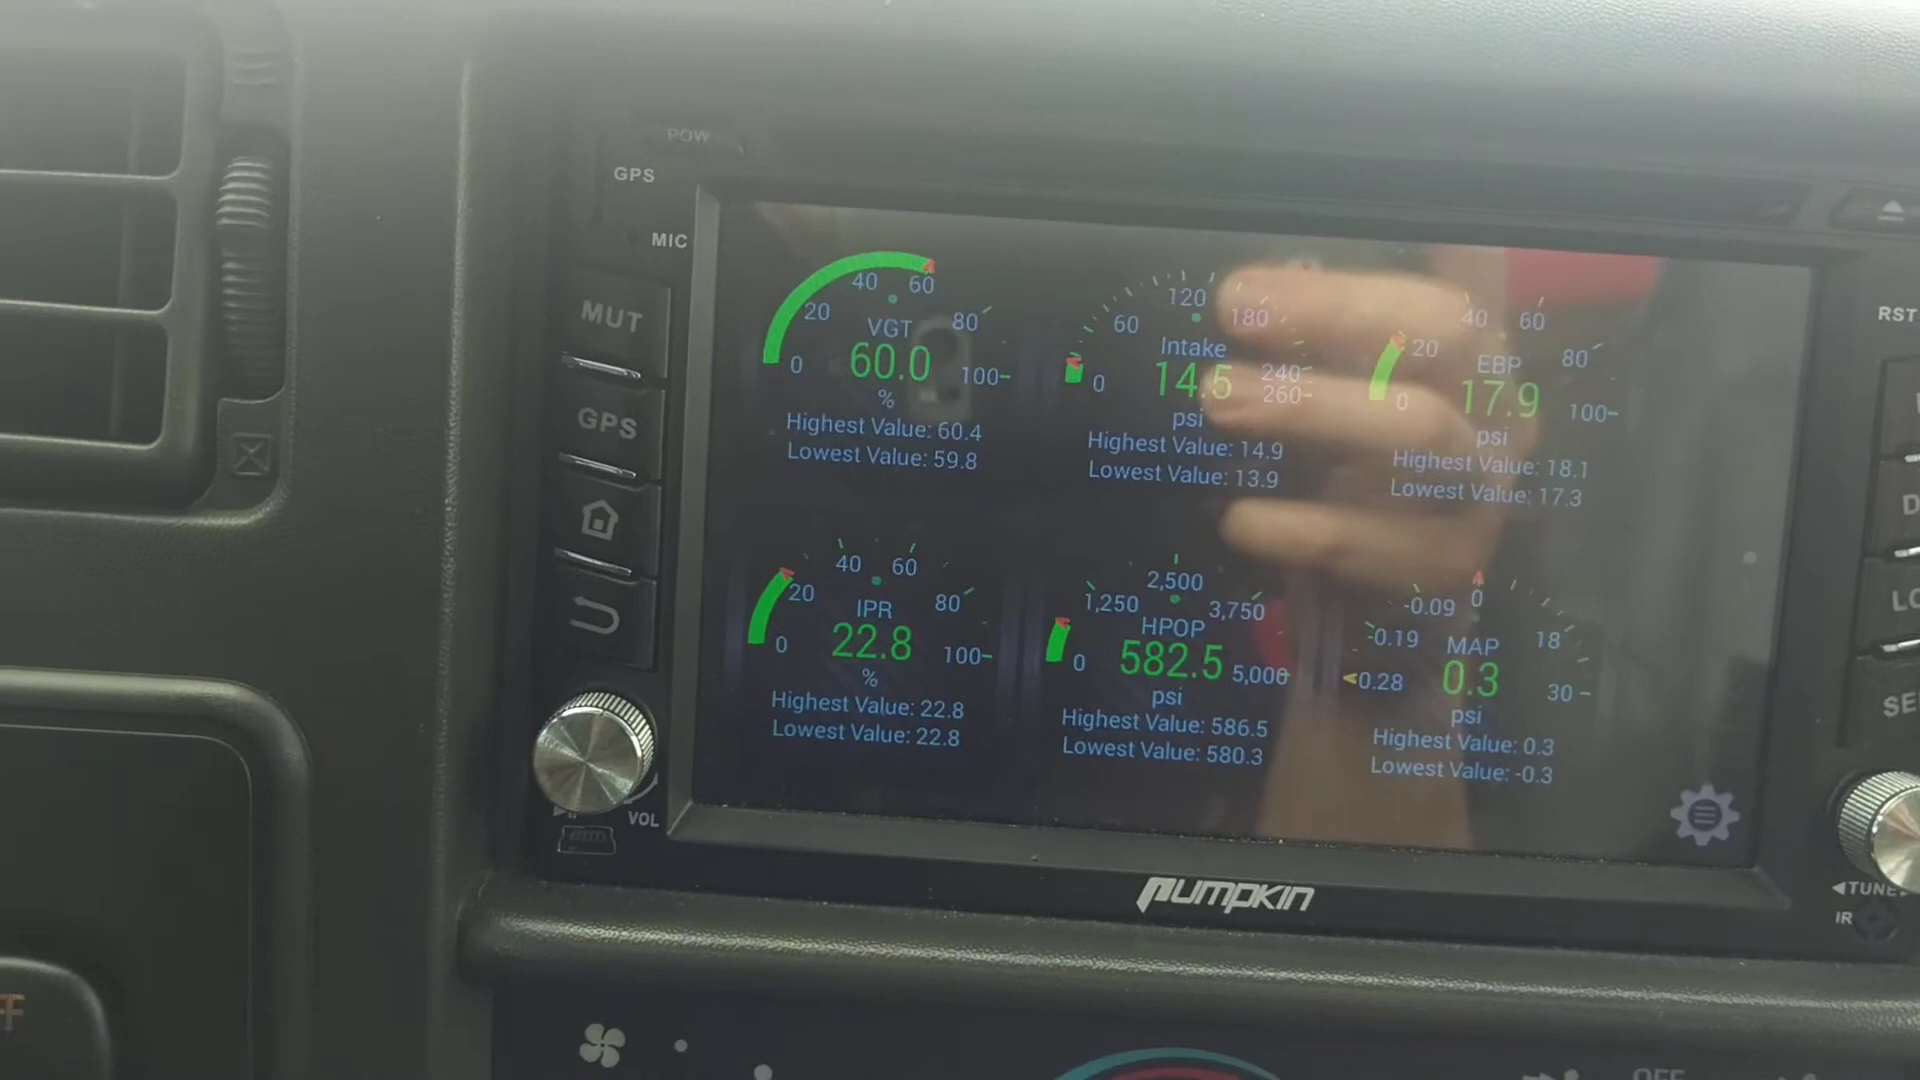 POW
GPS
MIC
MUT
GPS
VOL
0 20 40 60 80 100
VGT
60.0
%
Highest Value: 60.4
Lowest Value: 59.8
0 60 120 180 240 260
Intake
14.5
psi
Highest Value: 14.9
Lowest Value: 13.9
0 20 40 60 80 100
EBP
17.9
psi
Highest Value: 18.1
Lowest Value: 17.3
0 20 40 60 80 100
IPR
22.8
%
Highest Value: 22.8
Lowest Value: 22.8
0 1,250 2,500 3,750 5,000
HPOP
582.5
psi
Highest Value: 586.5
Lowest Value: 580.3
-0.28 -0.19 -0.09 0 18 30
MAP
0.3
psi
Highest Value: 0.3
Lowest Value: -0.3
RST
LO
SE
TUNE
IR
PUMPKIN
OFF